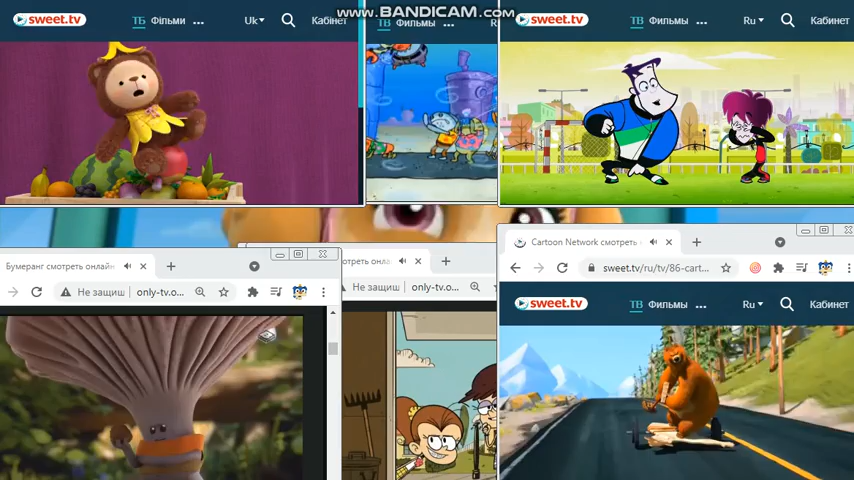 www.BANDICAM.com
sweet.tv
ТБ Фільми ...
Uk
Кабінет
ТВ Фильмы ...
sweet.tv
ТВ Фильмы ...
Ru
Кабинет
Бумеранг смотреть онлайн
Не защищ
only-tv.o...
отреть онла
Не защищ
only-tv.o...
Cartoon Network смотреть
sweet.tv/ru/tv/86-cart...
sweet.tv
ТВ Фильмы ...
Ru
Кабинет